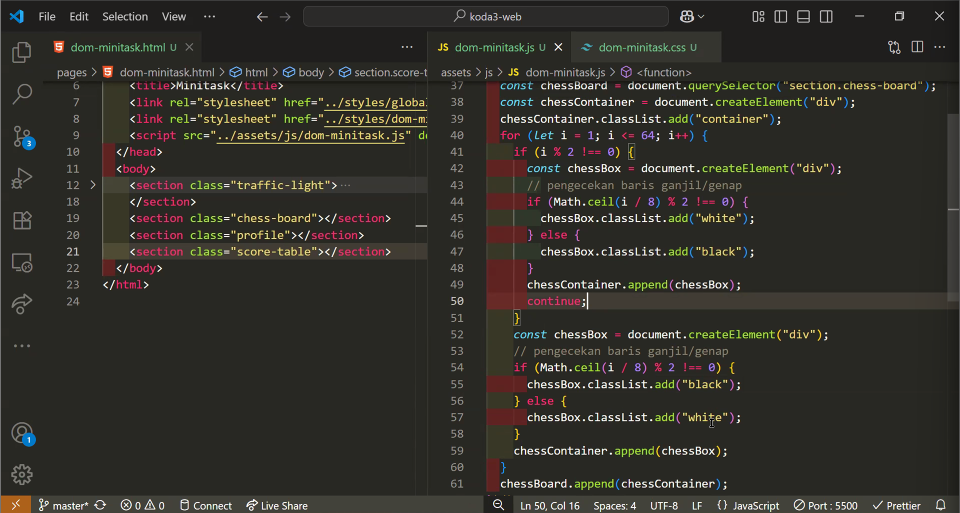 File Edit Selection View ··· koda3-web
dom-minitask.html U
dom-minitask.js U
dom-minitask.css U
pages > dom-minitask.html > html > body > section.score-t
assets > js > dom-minitask.js > <function>
6 <title>Minitask</title>
7 <link rel="stylesheet" href="../styles/global
8 <link rel="stylesheet" href="../styles/dom-mi
9 <script src="../assets/js/dom-minitask.js" de
10 </head>
11 <body>
12 <section class="traffic-light">···
18 </section>
19 <section class="chess-board"></section>
20 <section class="profile"></section>
21 <section class="score-table"></section>
22 </body>
23 </html>
24
37 const chessBoard = document.querySelector("section.chess-board");
38 const chessContainer = document.createElement("div");
39 chessContainer.classList.add("container");
40 for (let i = 1; i <= 64; i++) {
41 if (i % 2 !== 0) {
42 const chessBox = document.createElement("div");
43 // pengecekan baris ganjil/genap
44 if (Math.ceil(i / 8) % 2 !== 0) {
45 chessBox.classList.add("white");
46 } else {
47 chessBox.classList.add("black");
48 }
49 chessContainer.append(chessBox);
50 continue;
51 }
52 const chessBox = document.createElement("div");
53 // pengecekan baris ganjil/genap
54 if (Math.ceil(i / 8) % 2 !== 0) {
55 chessBox.classList.add("black");
56 } else {
57 chessBox.classList.add("white");
58 }
59 chessContainer.append(chessBox);
60 }
61 chessBoard.append(chessContainer);
3
1
master* 0 0 Connect Live Share Ln 50, Col 16 Spaces: 4 UTF-8 LF {} JavaScript Port : 5500 Prettier